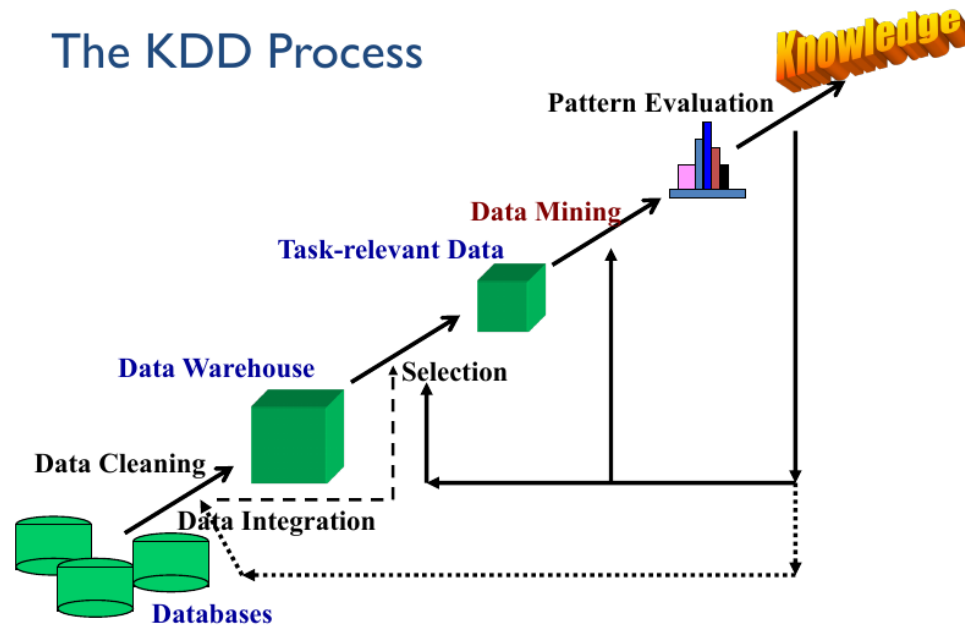 The KDD Process
Knowledge
Pattern Evaluation
Data Mining
Task-relevant Data
Data Warehouse
Selection
Data Cleaning
Data Integration
Databases